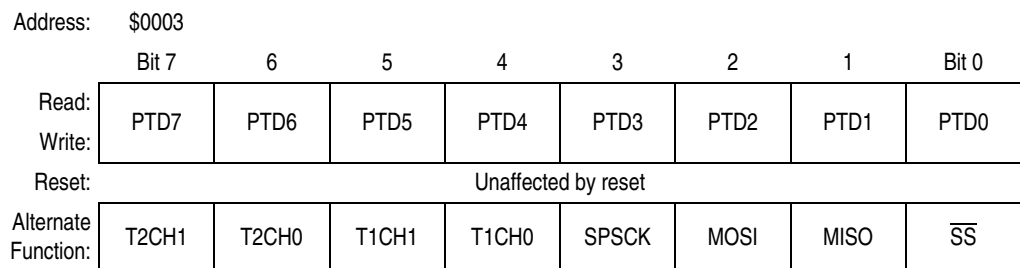 Address: $0003
Bit 7 6 5 4 3 2 1 Bit 0
Read:
PTD7 PTD6 PTD5 PTD4 PTD3 PTD2 PTD1 PTD0
Write:
Reset: Unaffected by reset
Alternate
Function: T2CH1 T2CH0 T1CH1 T1CH0 SPSCK MOSI MISO S̅S̅